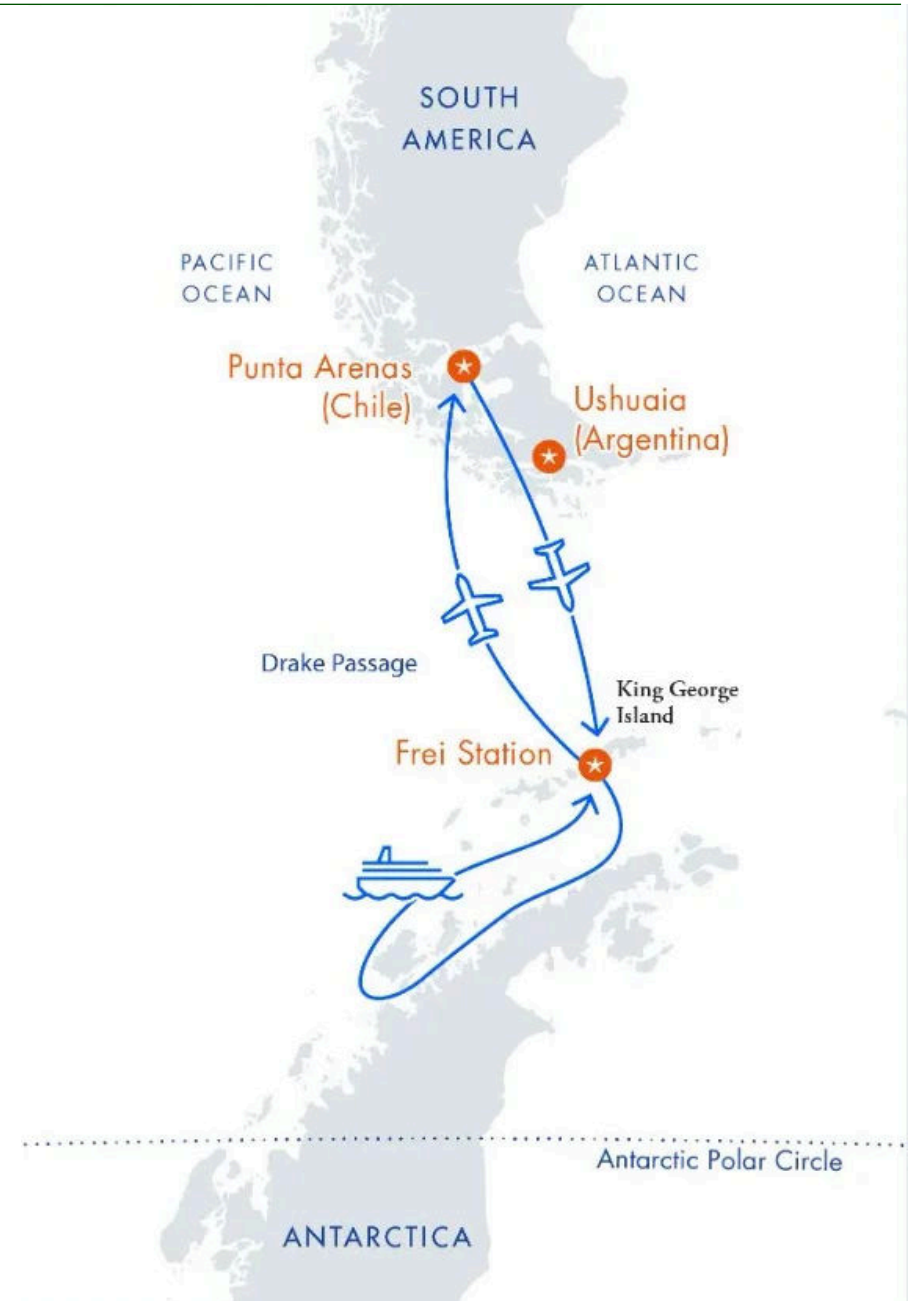 SOUTH
AMERICA
PACIFIC
OCEAN
ATLANTIC
OCEAN
Punta Arenas
(Chile)
Ushuaia
(Argentina)
Drake Passage
King George
Island
Frei Station
Antarctic Polar Circle
ANTARCTICA